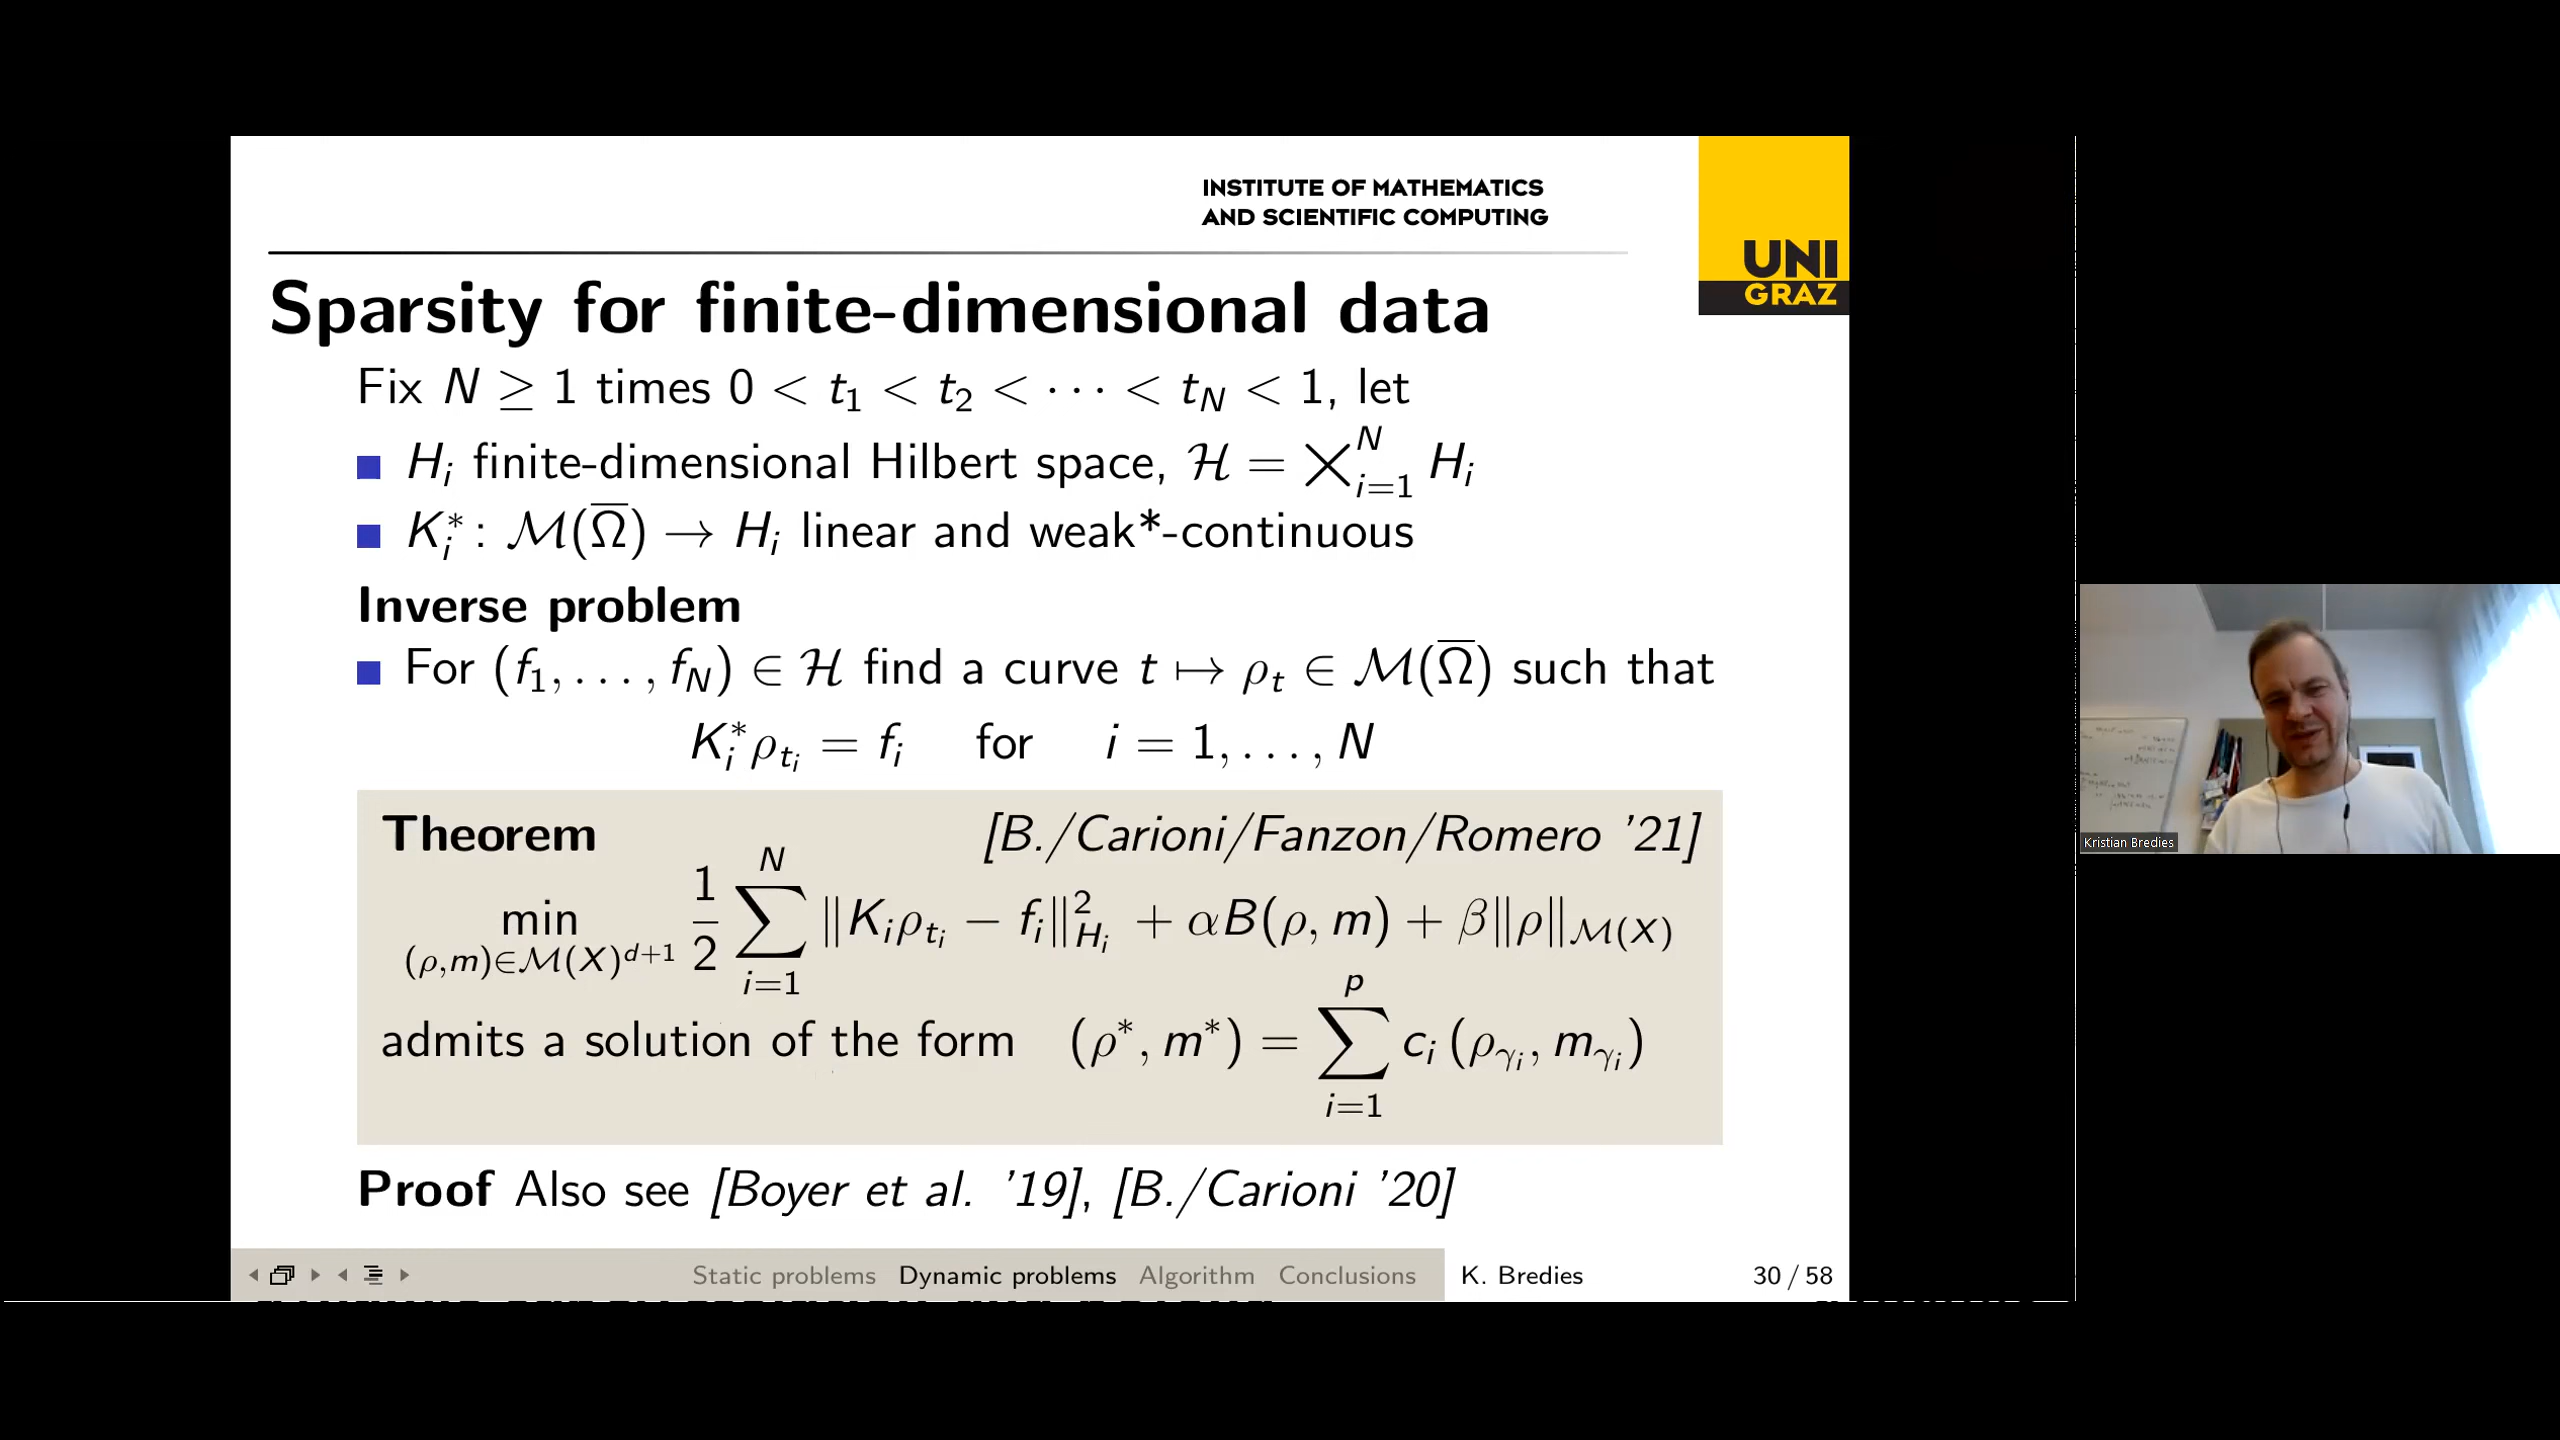 INSTITUTE OF MATHEMATICS
AND SCIENTIFIC COMPUTING
UNI
GRAZ
Sparsity for finite-dimensional data
Fix N ≥ 1 times 0 < t₁ < t₂ < ⋯ < t_N < 1, let
■ H_i finite-dimensional Hilbert space, ℋ = ⨉_{i=1}^N H_i
■ K_i^* : ℳ(Ω̅) → H_i linear and weak*-continuous
Inverse problem
■ For (f₁, . . . , f_N) ∈ ℋ find a curve t ↦ ρ_t ∈ ℳ(Ω̅) such that
K_i^* ρ_{t_i} = f_i for i = 1, . . . , N
Theorem [B./Carioni/Fanzon/Romero '21]
min_{(ρ,m)∈ℳ(X)^{d+1}} 1/2 ∑_{i=1}^N ‖K_i ρ_{t_i} − f_i‖²_{H_i} + αB(ρ, m) + β‖ρ‖_{ℳ(X)}
admits a solution of the form (ρ*, m*) = ∑_{i=1}^p c_i (ρ_{γ_i}, m_{γ_i})
Proof Also see [Boyer et al. '19], [B./Carioni '20]
Static problems Dynamic problems Algorithm Conclusions K. Bredies 30 / 58
Kristian Bredies